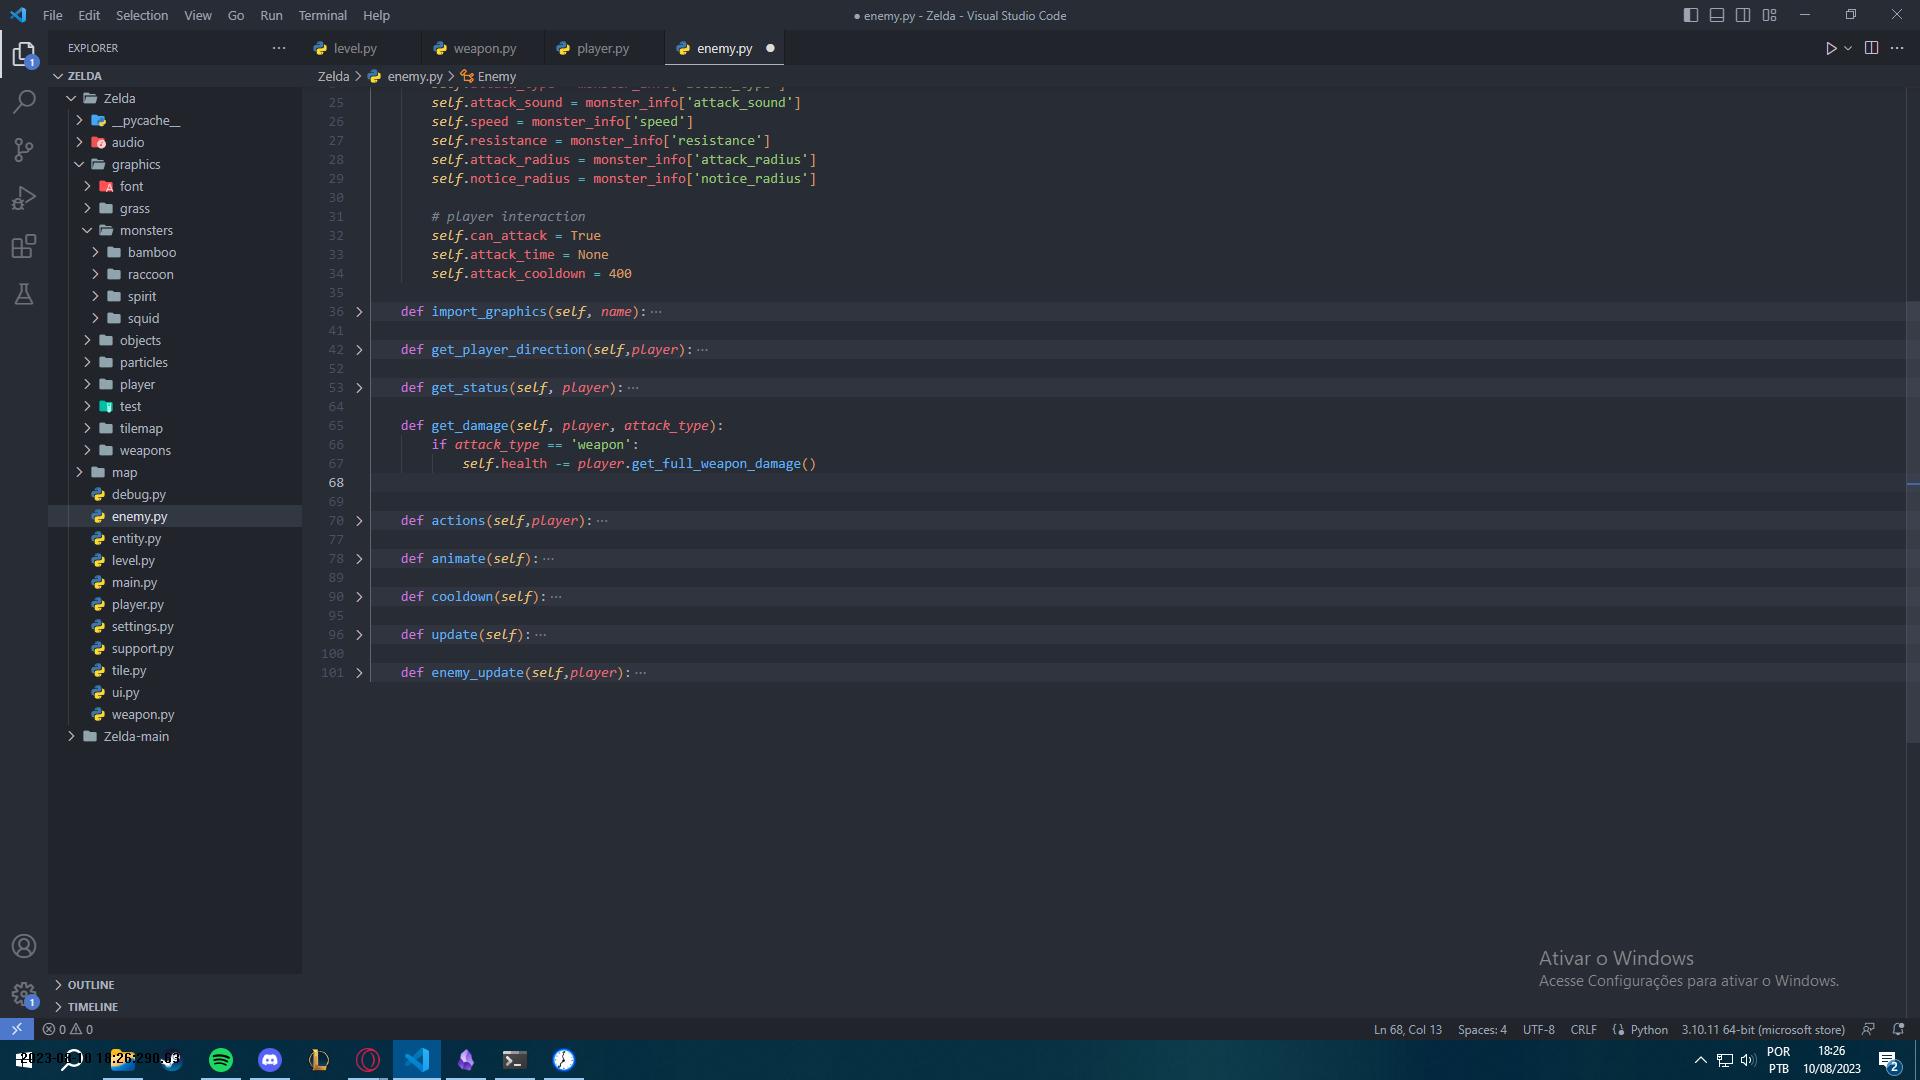 File Edit Selection View Go Run Terminal Help
● enemy.py - Zelda - Visual Studio Code
EXPLORER
level.py
weapon.py
player.py
enemy.py
ZELDA
Zelda
__pycache__
audio
graphics
font
grass
monsters
bamboo
raccoon
spirit
squid
objects
particles
player
test
tilemap
weapons
map
debug.py
enemy.py
entity.py
level.py
main.py
player.py
settings.py
support.py
tile.py
ui.py
weapon.py
Zelda-main
OUTLINE
TIMELINE
Zelda > enemy.py > Enemy
25 self.attack_sound = monster_info['attack_sound']
26 self.speed = monster_info['speed']
27 self.resistance = monster_info['resistance']
28 self.attack_radius = monster_info['attack_radius']
29 self.notice_radius = monster_info['notice_radius']
30
31 # player interaction
32 self.can_attack = True
33 self.attack_time = None
34 self.attack_cooldown = 400
35
36 def import_graphics(self, name):···
41
42 def get_player_direction(self,player):···
52
53 def get_status(self, player):···
64
65 def get_damage(self, player, attack_type):
66 if attack_type == 'weapon':
67 self.health -= player.get_full_weapon_damage()
68
69
70 def actions(self,player):···
77
78 def animate(self):···
89
90 def cooldown(self):···
95
96 def update(self):···
100
101 def enemy_update(self,player):···
Ativar o Windows
Acesse Configurações para ativar o Windows.
1
1
0 0
Ln 68, Col 13 Spaces: 4 UTF-8 CRLF Python 3.10.11 64-bit (microsoft store)
POR
PTB
18:26
10/08/2023
2